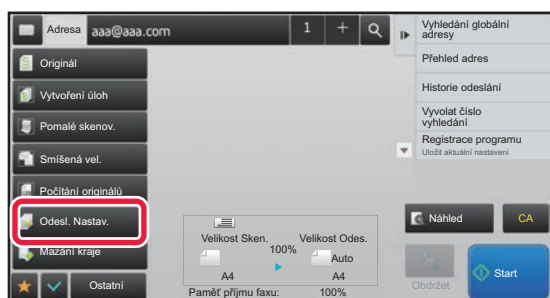 Adresa aaa@aaa.com 1 +
Originál
Vytvoření úloh
Pomalé skenov.
Smíšená vel.
Počítání originálů
Odesl. Nastav.
Mazání kraje
Ostatní
Velikost Sken.
100%
Velikost Odes.
Auto
A4
A4
Paměť příjmu faxu: 100%
Vyhledání globální
adresy
Přehled adres
Historie odeslání
Vyvolat číslo
vyhledání
Registrace programu
Uložit aktuální nastavení
Náhled
CA
Obdržet
Start